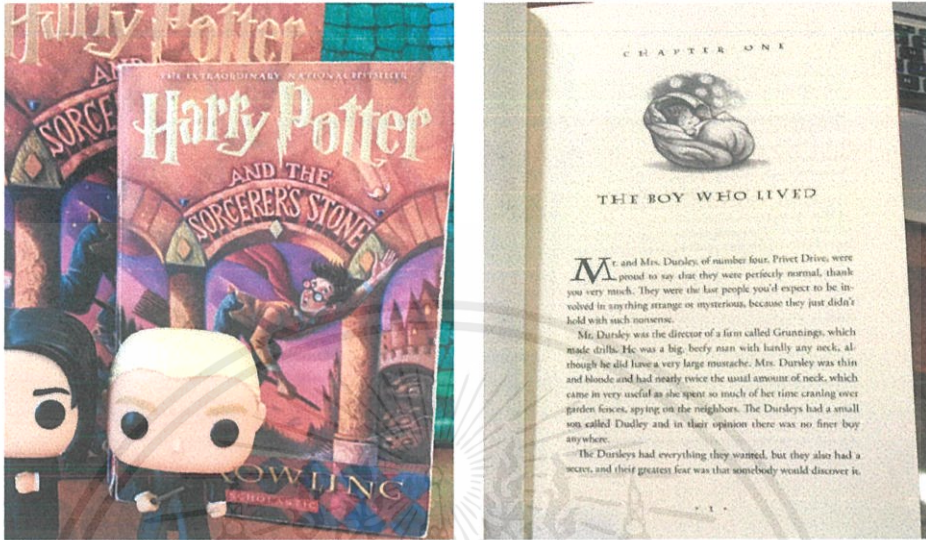 Harry Potter
AND
SORCE
THE EXTRAORDINARY NATIONAL BESTSELLER
Harry Potter
AND THE
SORCERER'S STONE
ROWLING
SCHOLASTIC
CHAPTER ONE
THE BOY WHO LIVED
Mr. and Mrs. Dursley, of number four, Privet Drive, were
proud to say that they were perfectly normal, thank
you very much. They were the last people you'd expect to be in-
volved in anything strange or mysterious, because they just didn't
hold with such nonsense.
Mr. Dursley was the director of a firm called Grunnings, which
made drills. He was a big, beefy man with hardly any neck, al-
though he did have a very large mustache. Mrs. Dursley was thin
and blonde and had nearly twice the usual amount of neck, which
came in very useful as she spent so much of her time craning over
garden fences, spying on the neighbors. The Dursleys had a small
son called Dudley and in their opinion there was no finer boy
anywhere.
The Dursleys had everything they wanted, but they also had a
secret, and their greatest fear was that somebody would discover it.
• 1 •